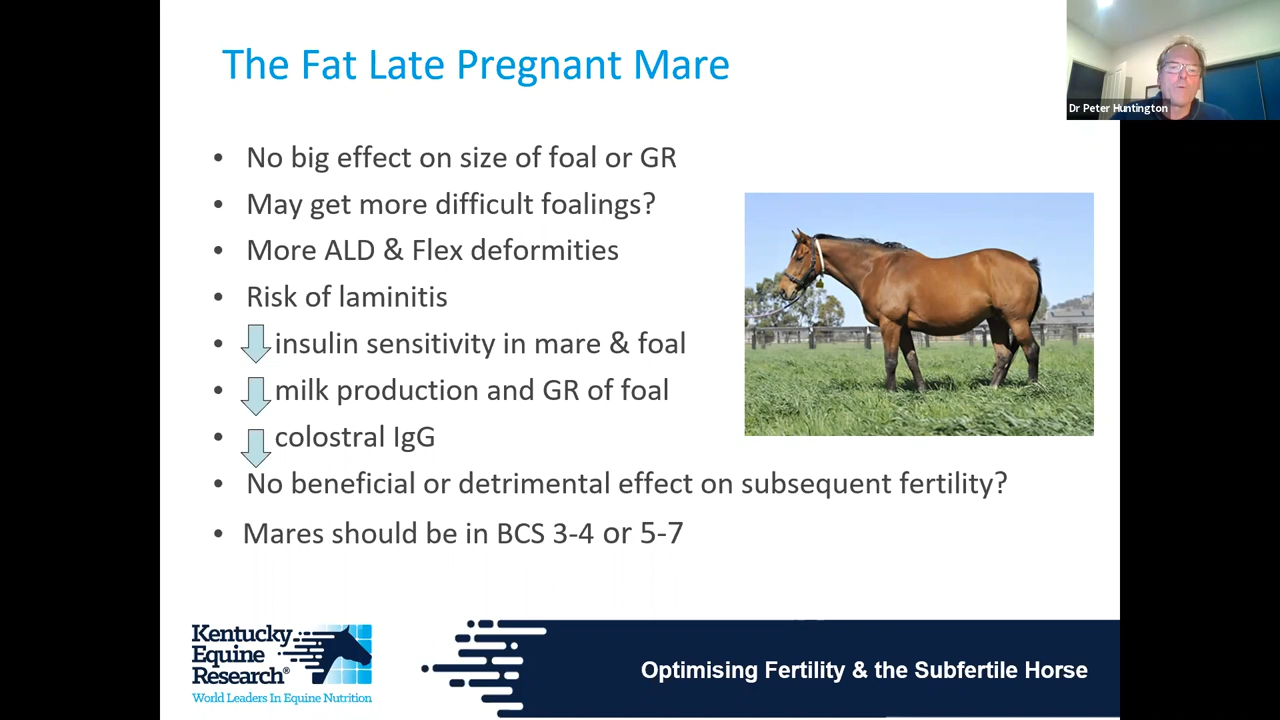 The Fat Late Pregnant Mare
Dr Peter Huntington
• No big effect on size of foal or GR
• May get more difficult foalings?
• More ALD & Flex deformities
• Risk of laminitis
• insulin sensitivity in mare & foal
• milk production and GR of foal
• colostral IgG
• No beneficial or detrimental effect on subsequent fertility?
• Mares should be in BCS 3-4 or 5-7
Kentucky
Equine
Research®
World Leaders In Equine Nutrition
Optimising Fertility & the Subfertile Horse